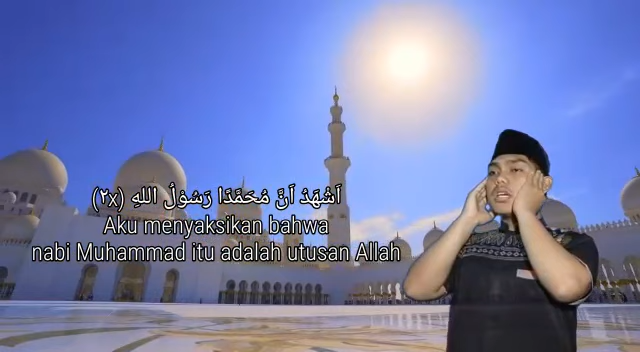 اَشْهَدُ اَنَّ مُحَمَّدًا رَسُوْلُ اللهِ (٢x)
Aku menyaksikan bahwa
nabi Muhammad itu adalah utusan Allah